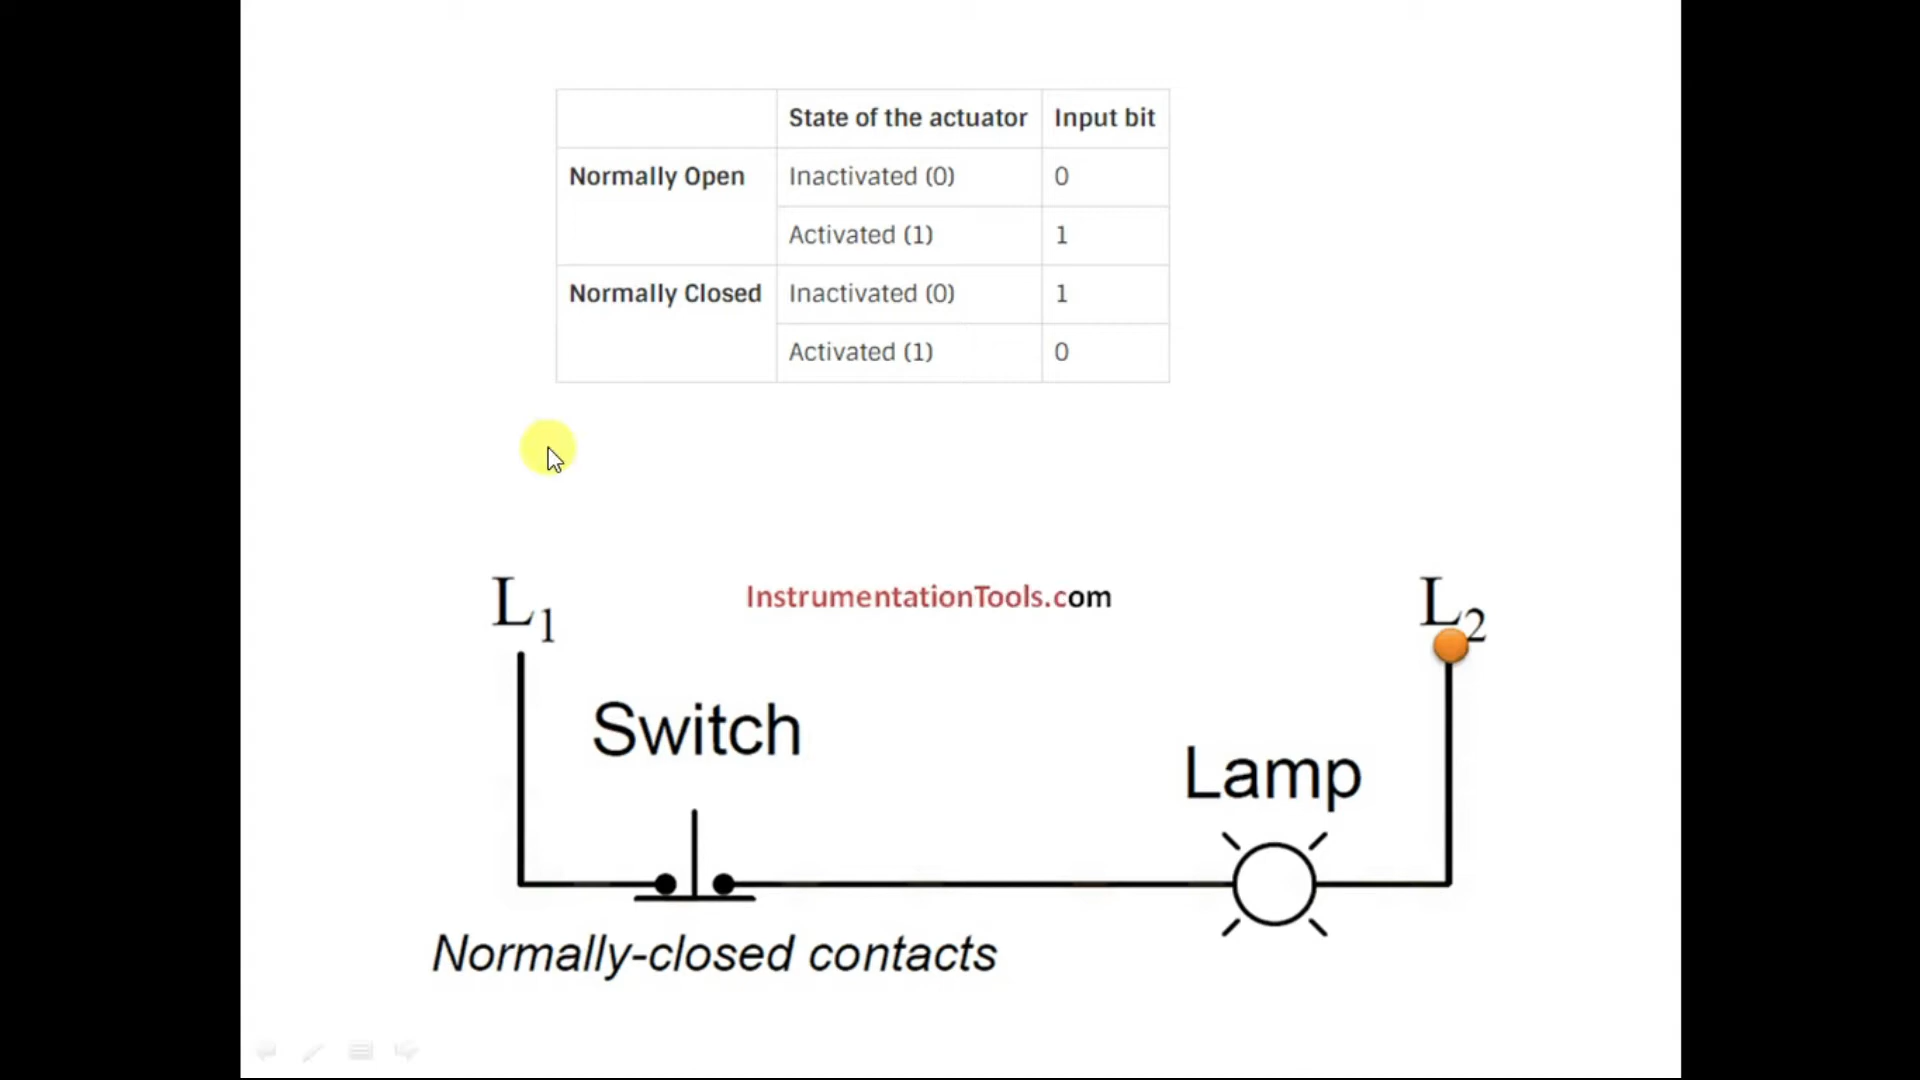 State of the actuator Input bit
Normally Open Inactivated (0) 0
Activated (1) 1
Normally Closed Inactivated (0) 1
Activated (1) 0
L1 InstrumentationTools.com L2
Switch
Lamp
Normally-closed contacts